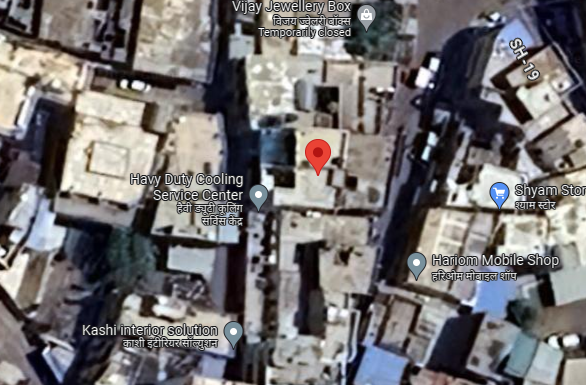 Vijay Jewellery Box
विजय ज्वेलरी बॉक्स
Temporarily closed
SH-19
Havy Duty Cooling
Service Center
हैवी ड्यूटी कूलिंग
सर्विस केंद्र
Shyam Stor
श्याम स्टोर
Hariom Mobile Shop
हरिओम मोबाइल शॉप
Kashi interior solution
काशी इंटीरियर सॉल्यूशन